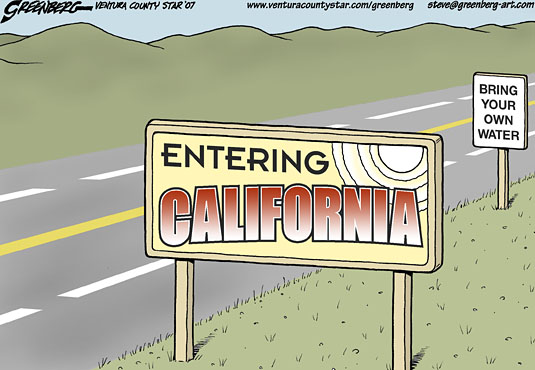 GREENBERG— VENTURA COUNTY STAR '07 www.venturacountystar.com/greenberg steve@greenberg-art.com
BRING
YOUR
OWN
WATER
ENTERING
CALIFORNIA